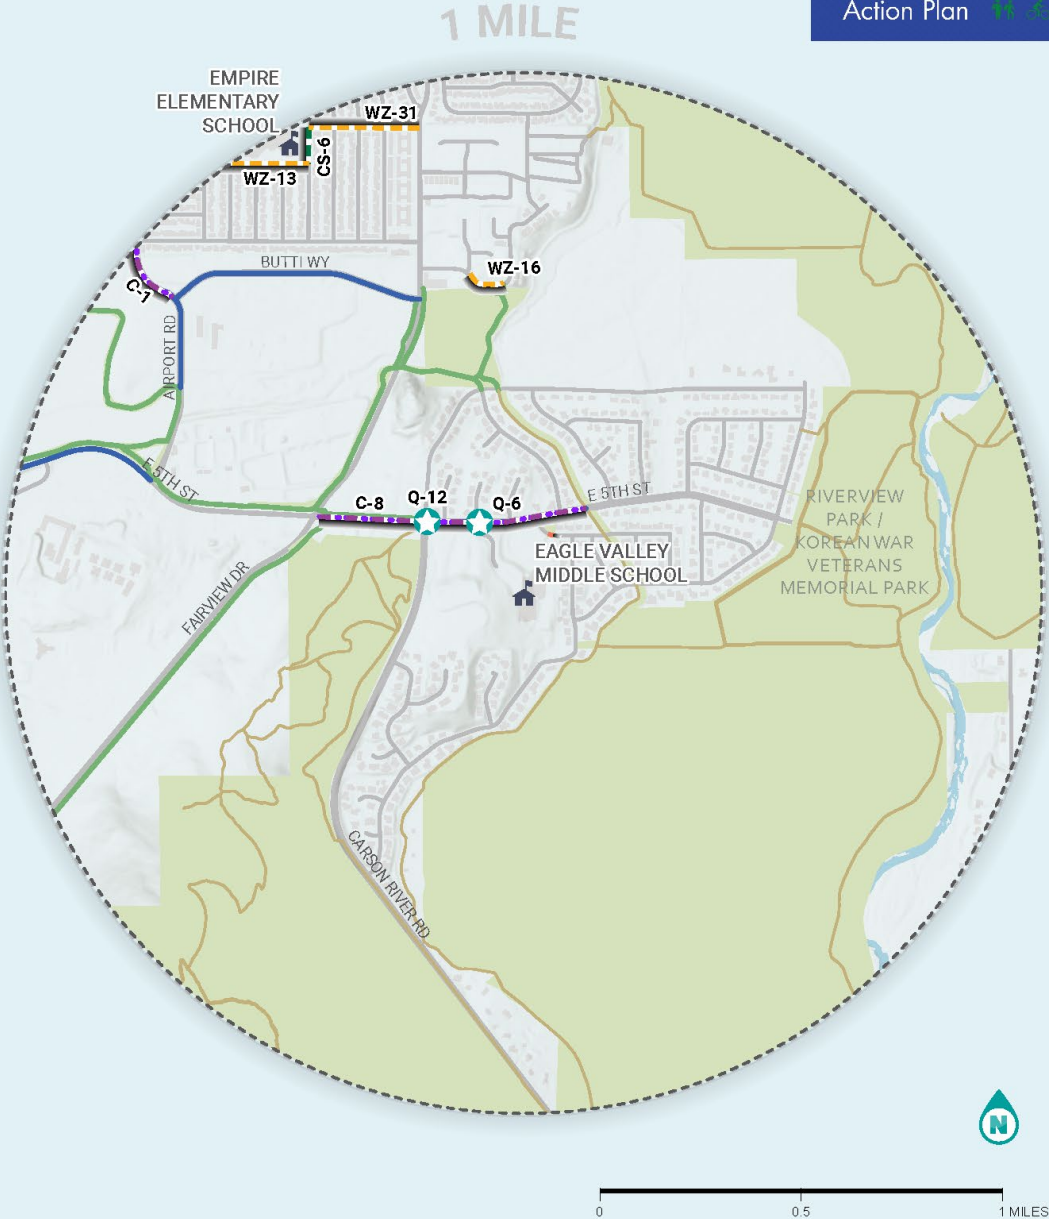 Action Plan
1 MILE
EMPIRE
ELEMENTARY
SCHOOL
WZ-31
CS-6
WZ-13
BUTTI WY
WZ-16
C-1
AIRPORT RD
E 5TH ST
C-8
Q-12
Q-6
E 5TH ST
RIVERVIEW
PARK /
KOREAN WAR
VETERANS
MEMORIAL PARK
EAGLE VALLEY
MIDDLE SCHOOL
FAIRVIEW DR
CARSON RIVER RD
N
0
0.5
1 MILES